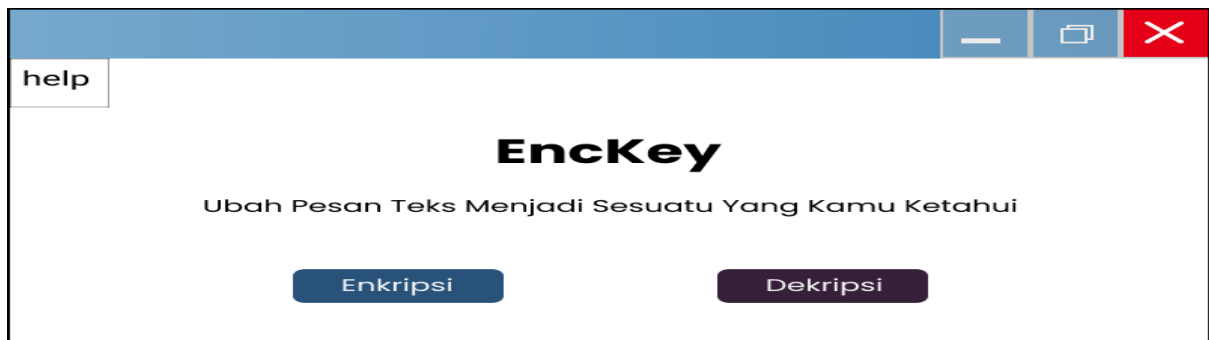 help
EncKey
Ubah Pesan Teks Menjadi Sesuatu Yang Kamu Ketahui
Enkripsi Dekripsi